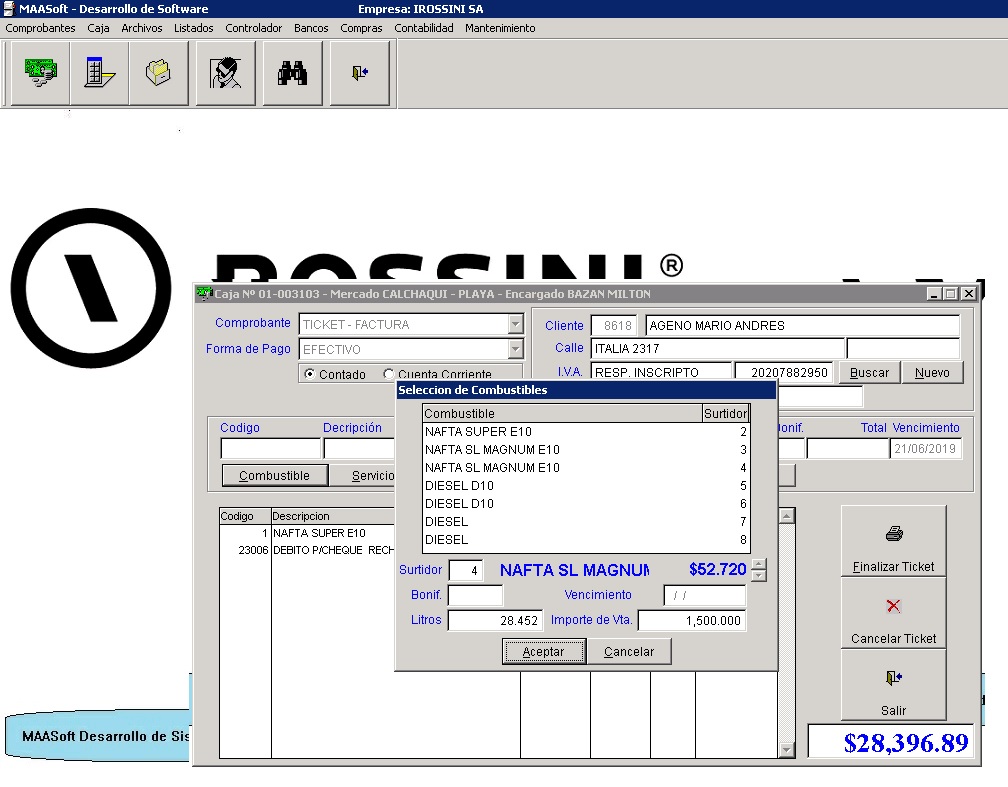 MAASoft - Desarrollo de Software Empresa: IROSSINI SA
Comprobantes Caja Archivos Listados Controlador Bancos Compras Contabilidad Mantenimiento
ROSSINI®
Caja Nº 01-003103 - Mercado CALCHAQUI - PLAYA - Encargado BAZAN MILTON
Comprobante TICKET - FACTURA Cliente 8618 AGENO MARIO ANDRES
Forma de Pago EFECTIVO Calle ITALIA 2317
Contado Cuenta Corriente I.V.A. RESP. INSCRIPTO 20207882950 Buscar Nuevo
Seleccion de Combustibles
Combustible Surtidor
NAFTA SUPER E10 2
NAFTA SL MAGNUM E10 3
NAFTA SL MAGNUM E10 4
DIESEL D10 5
DIESEL D10 6
DIESEL 7
DIESEL 8
Surtidor 4 NAFTA SL MAGNUM $52.720
Bonif. Vencimiento / /
Litros 28.452 Importe de Vta. 1,500.000
Aceptar Cancelar
Codigo Decripción Bonif. Total Vencimiento
21/06/2019
Combustible Servicio
Codigo Descripcion
1 NAFTA SUPER E10
23006 DEBITO P/CHEQUE RECH
Finalizar Ticket
Cancelar Ticket
Salir
$28,396.89
MAASoft Desarrollo de Sis